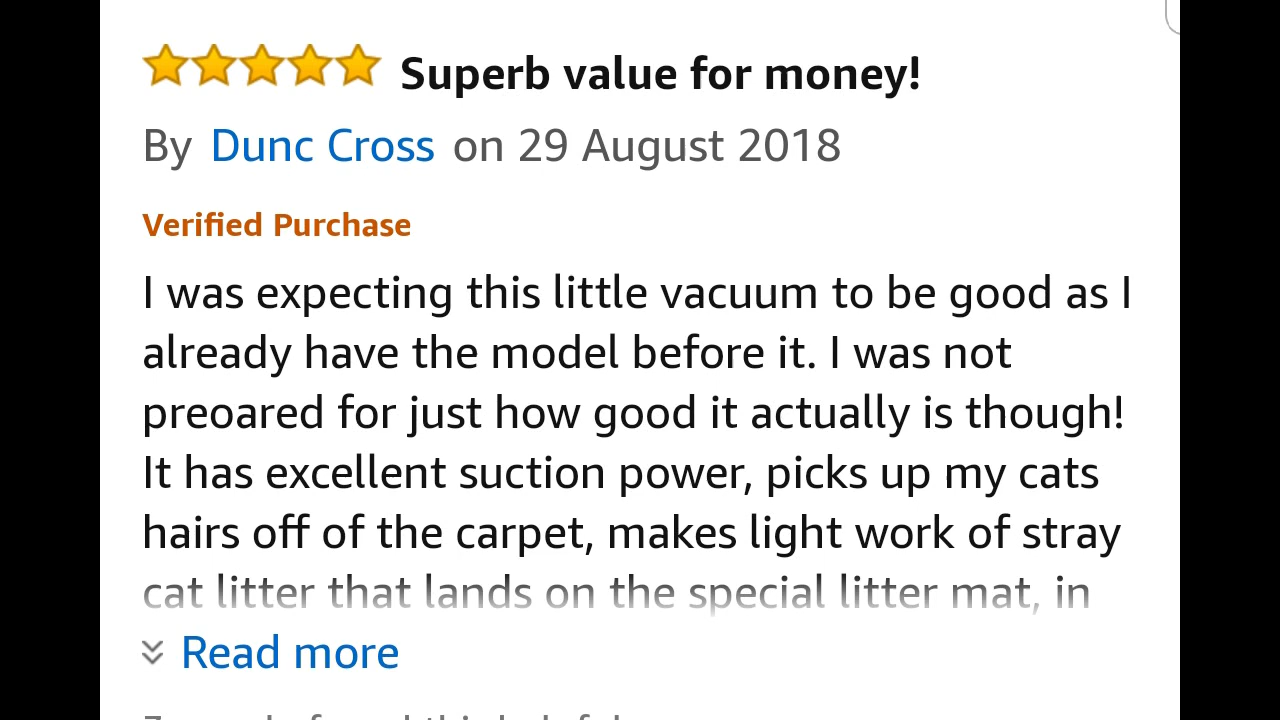 Superb value for money!
By Dunc Cross on 29 August 2018
Verified Purchase
I was expecting this little vacuum to be good as I
already have the model before it. I was not
preoared for just how good it actually is though!
It has excellent suction power, picks up my cats
hairs off of the carpet, makes light work of stray
cat litter that lands on the special litter mat, in
Read more